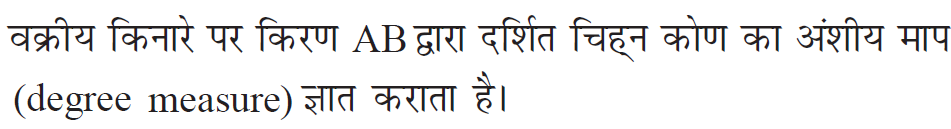 वक्रीय किनारे पर किरण AB द्वारा दर्शित चिह्न कोण का अंशीय माप
(degree measure) ज्ञात कराता है।